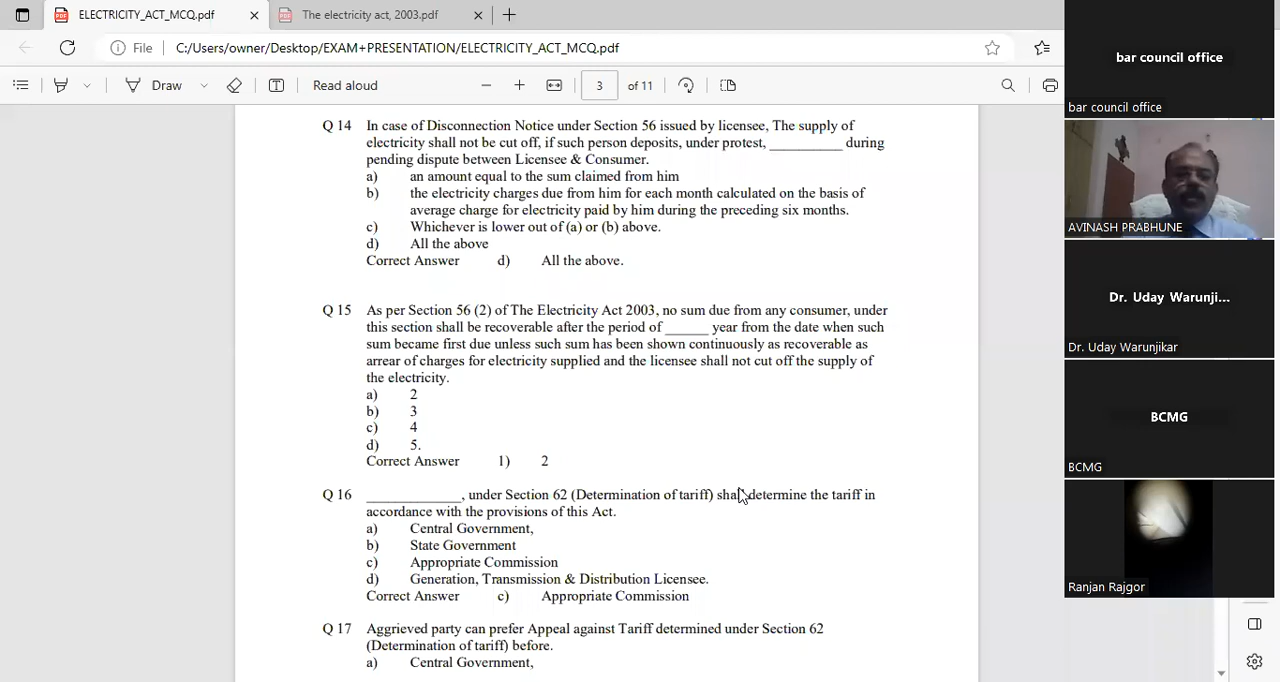 ELECTRICITY_ACT_MCQ.pdf
The electricity act, 2003.pdf
File
C:/Users/owner/Desktop/EXAM+PRESENTATION/ELECTRICITY_ACT_MCQ.pdf
Draw
Read aloud
3 of 11
Q 14 In case of Disconnection Notice under Section 56 issued by licensee, The supply of
electricity shall not be cut off, if such person deposits, under protest, __________ during
pending dispute between Licensee & Consumer.
a) an amount equal to the sum claimed from him
b) the electricity charges due from him for each month calculated on the basis of
average charge for electricity paid by him during the preceding six months.
c) Whichever is lower out of (a) or (b) above.
d) All the above
Correct Answer d) All the above.
Q 15 As per Section 56 (2) of The Electricity Act 2003, no sum due from any consumer, under
this section shall be recoverable after the period of ______ year from the date when such
sum became first due unless such sum has been shown continuously as recoverable as
arrear of charges for electricity supplied and the licensee shall not cut off the supply of
the electricity.
a) 2
b) 3
c) 4
d) 5.
Correct Answer 1) 2
Q 16 _____________, under Section 62 (Determination of tariff) shall determine the tariff in
accordance with the provisions of this Act.
a) Central Government,
b) State Government
c) Appropriate Commission
d) Generation, Transmission & Distribution Licensee.
Correct Answer c) Appropriate Commission
Q 17 Aggrieved party can prefer Appeal against Tariff determined under Section 62
(Determination of tariff) before.
a) Central Government,
bar council office
bar council office
AVINASH PRABHUNE
Dr. Uday Warunji...
Dr. Uday Warunjikar
BCMG
BCMG
Ranjan Rajgor